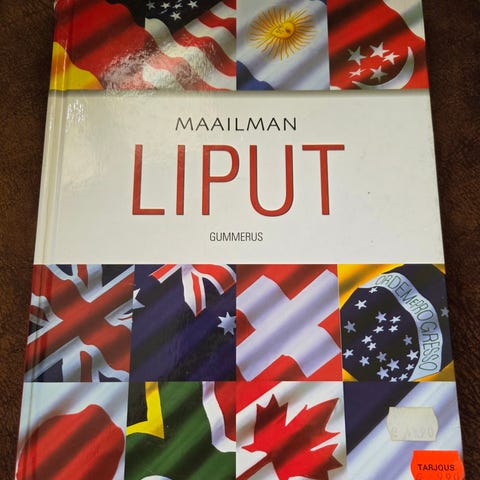 MAAILMAN
LIPUT
GUMMERUS
ORDEM E PROGRESSO
TARJOUS